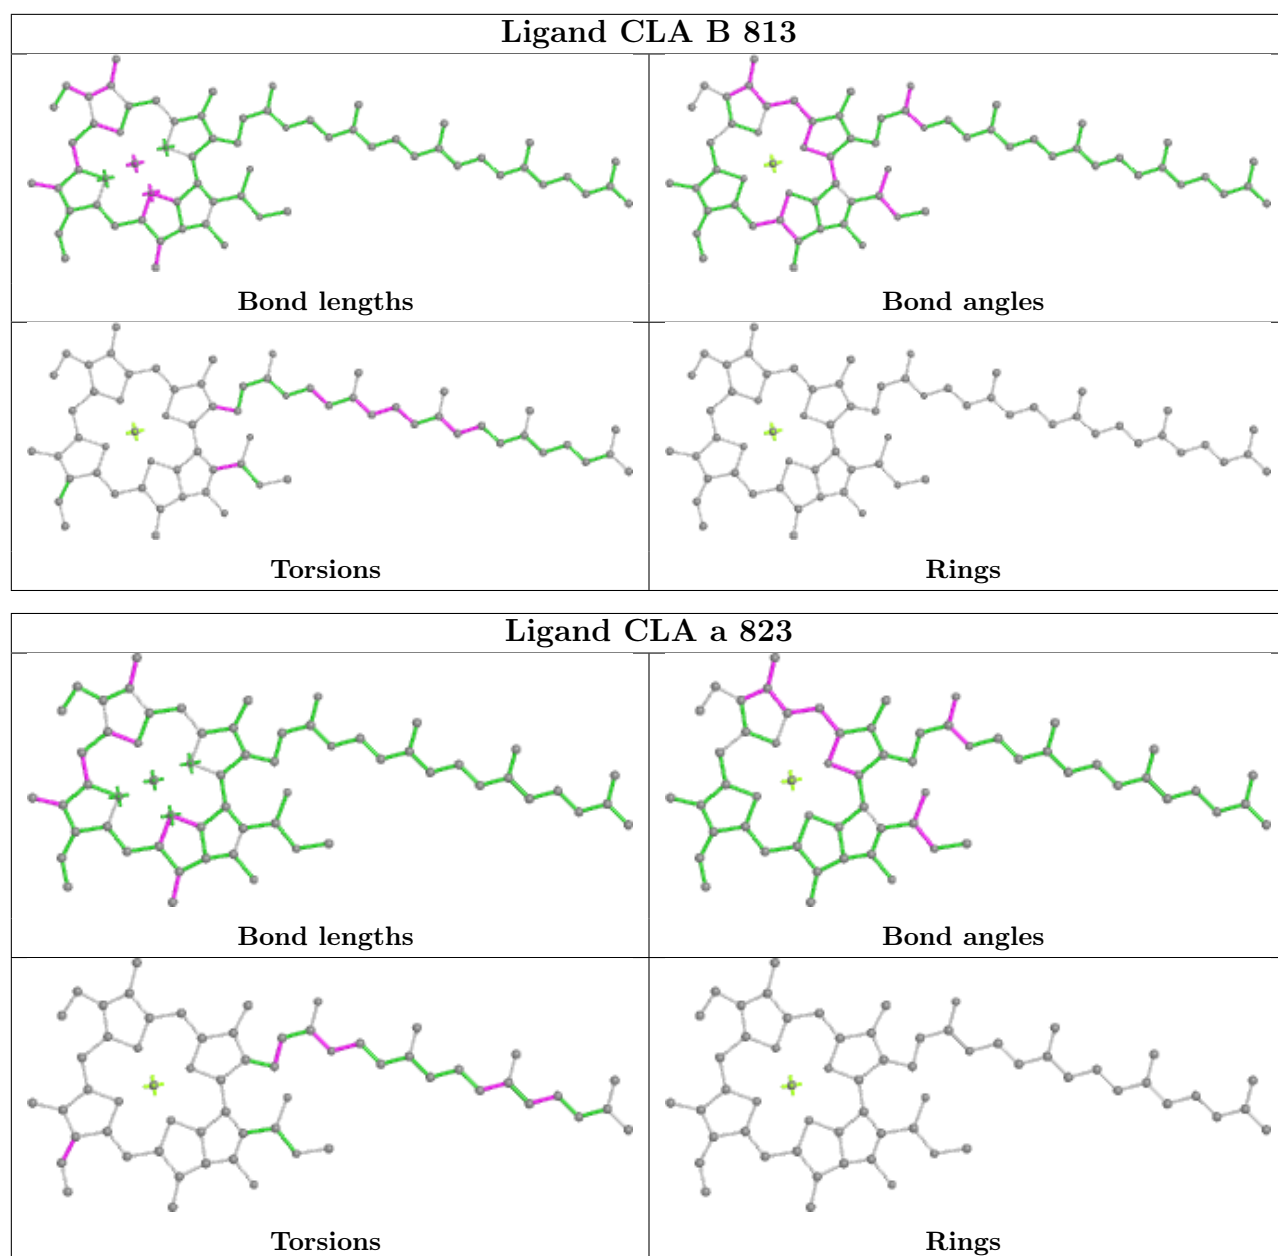 Ligand CLA B 813
Bond lengths
Bond angles
Torsions
Rings
Ligand CLA a 823
Bond lengths
Bond angles
Torsions
Rings